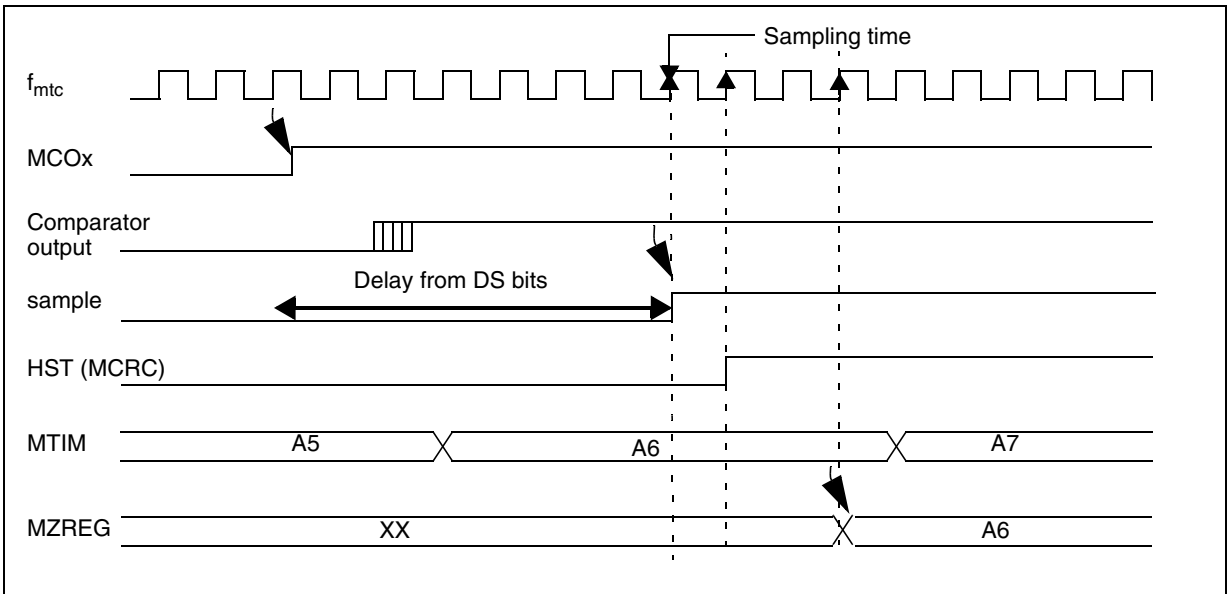 Sampling time
fmtc
MCOx
Comparator
output
Delay from DS bits
sample
HST (MCRC)
MTIM
A5
A6
A7
MZREG
XX
A6